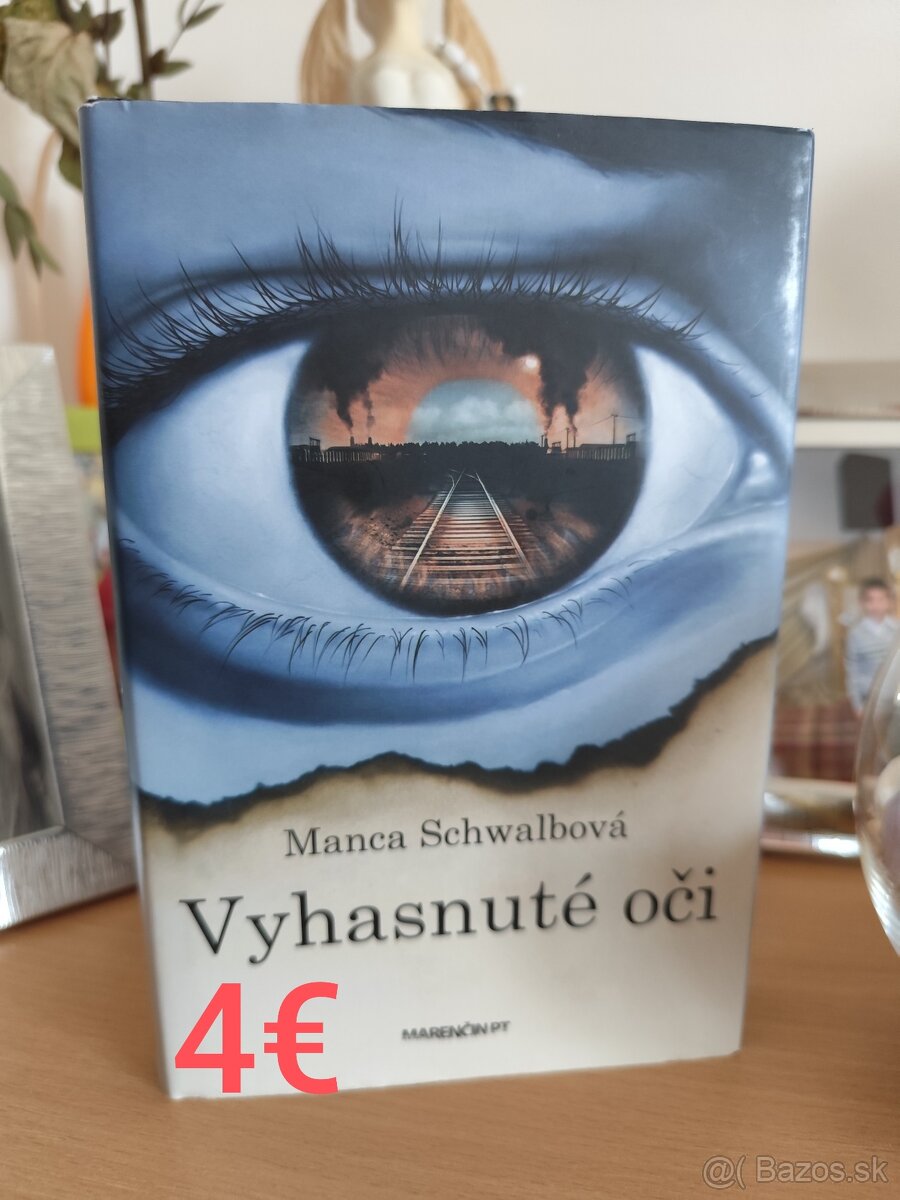 Manca Schwalbová
Vyhasnuté oči
4€
MARENČIN PT
@( Bazos.sk